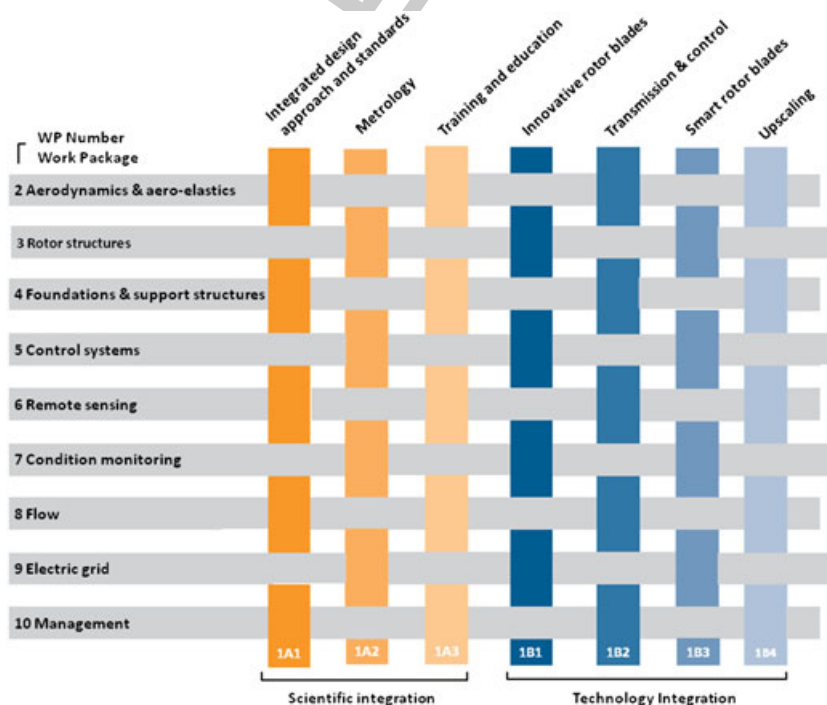 Integrated design
approach and standards
Metrology
Training and education
Innovative rotor blades
Transmission & control
Smart rotor blades
Upscaling
WP Number
Work Package
2 Aerodynamics & aero-elastics
3 Rotor structures
4 Foundations & support structures
5 Control systems
6 Remote sensing
7 Condition monitoring
8 Flow
9 Electric grid
10 Management
1A1
1A2
1A3
1B1
1B2
1B3
1B4
Scientific integration
Technology Integration